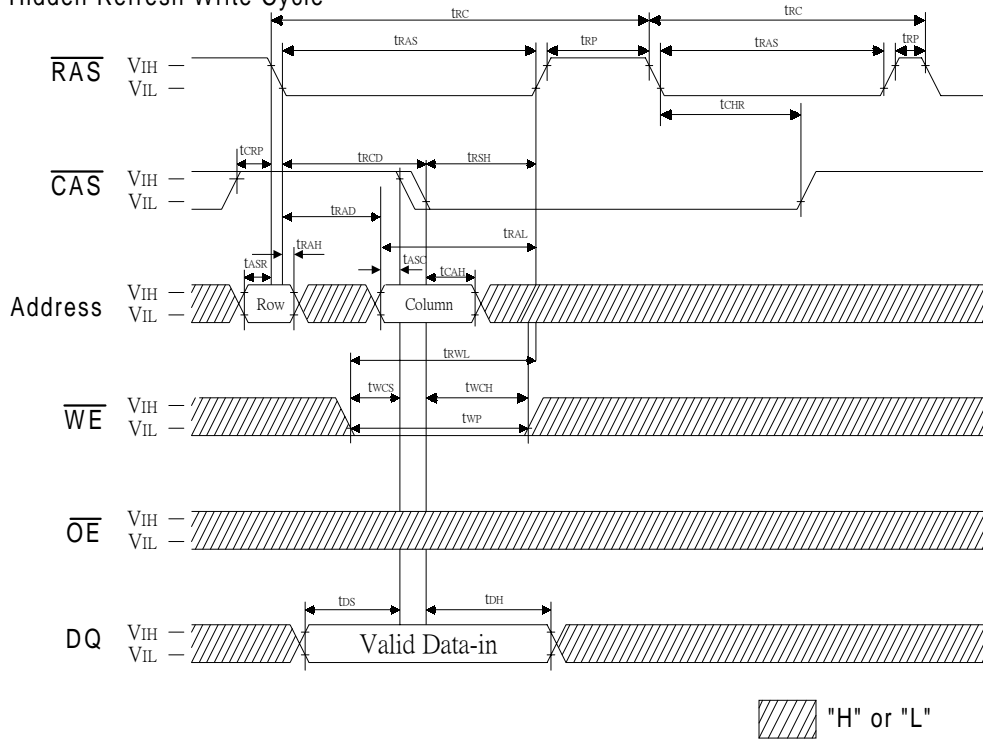 Hidden Refresh Write Cycle
tRC tRC
tRAS tRP tRAS tRP
RAS VIH
VIL
tCHR
tCRP tRCD tRSH
CAS VIH
VIL
tRAD
tRAL
tRAH tASC
tASR tCAH
Address VIH
VIL
Row Column
tRWL
tWCS tWCH
WE VIH
VIL
tWP
OE VIH
VIL
tDS tDH
DQ VIH
VIL
Valid Data-in
"H" or "L"